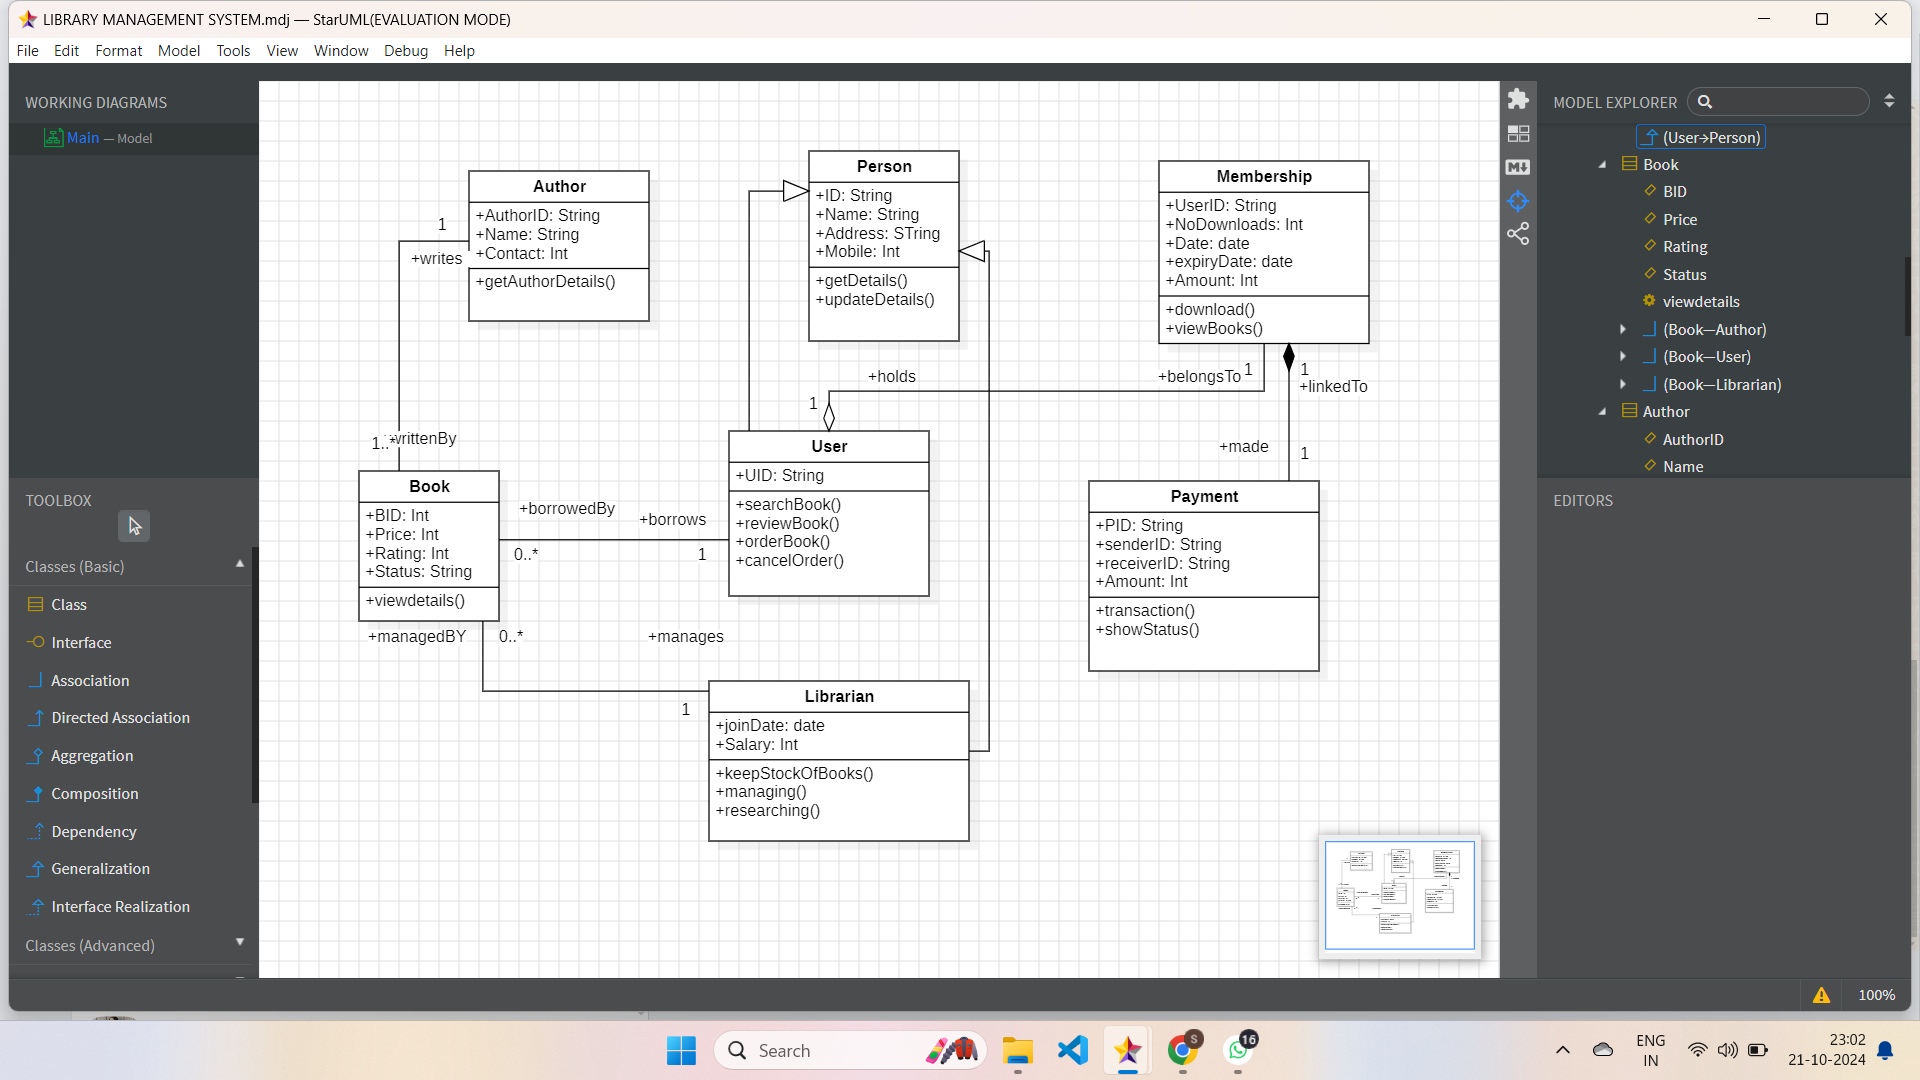 LIBRARY MANAGEMENT SYSTEM.mdj — StarUML(EVALUATION MODE)
File Edit Format Model Tools View Window Debug Help
WORKING DIAGRAMS
Main — Model
TOOLBOX
Classes (Basic)
Class
Interface
Association
Directed Association
Aggregation
Composition
Dependency
Generalization
Interface Realization
Classes (Advanced)
Author
+AuthorID: String
+Name: String
+Contact: Int
+getAuthorDetails()
1
+writes
1..*
+writtenBy
Person
+ID: String
+Name: String
+Address: STring
+Mobile: Int
+getDetails()
+updateDetails()
Membership
+UserID: String
+NoDownloads: Int
+Date: date
+expiryDate: date
+Amount: Int
+download()
+viewBooks()
+holds
1
+belongsTo
1
1
+linkedTo
+made
1
Book
+BID: Int
+Price: Int
+Rating: Int
+Status: String
+viewdetails()
+borrowedBy
0..*
+borrows
1
User
+UID: String
+searchBook()
+reviewBook()
+orderBook()
+cancelOrder()
Payment
+PID: String
+senderID: String
+receiverID: String
+Amount: Int
+transaction()
+showStatus()
+managedBY
0..*
+manages
1
Librarian
+joinDate: date
+Salary: Int
+keepStockOfBooks()
+managing()
+researching()
MODEL EXPLORER
(User→Person)
Book
BID
Price
Rating
Status
viewdetails
(Book—Author)
(Book—User)
(Book—Librarian)
Author
AuthorID
Name
EDITORS
100%
Search
S
16
ENG
IN
23:02
21-10-2024